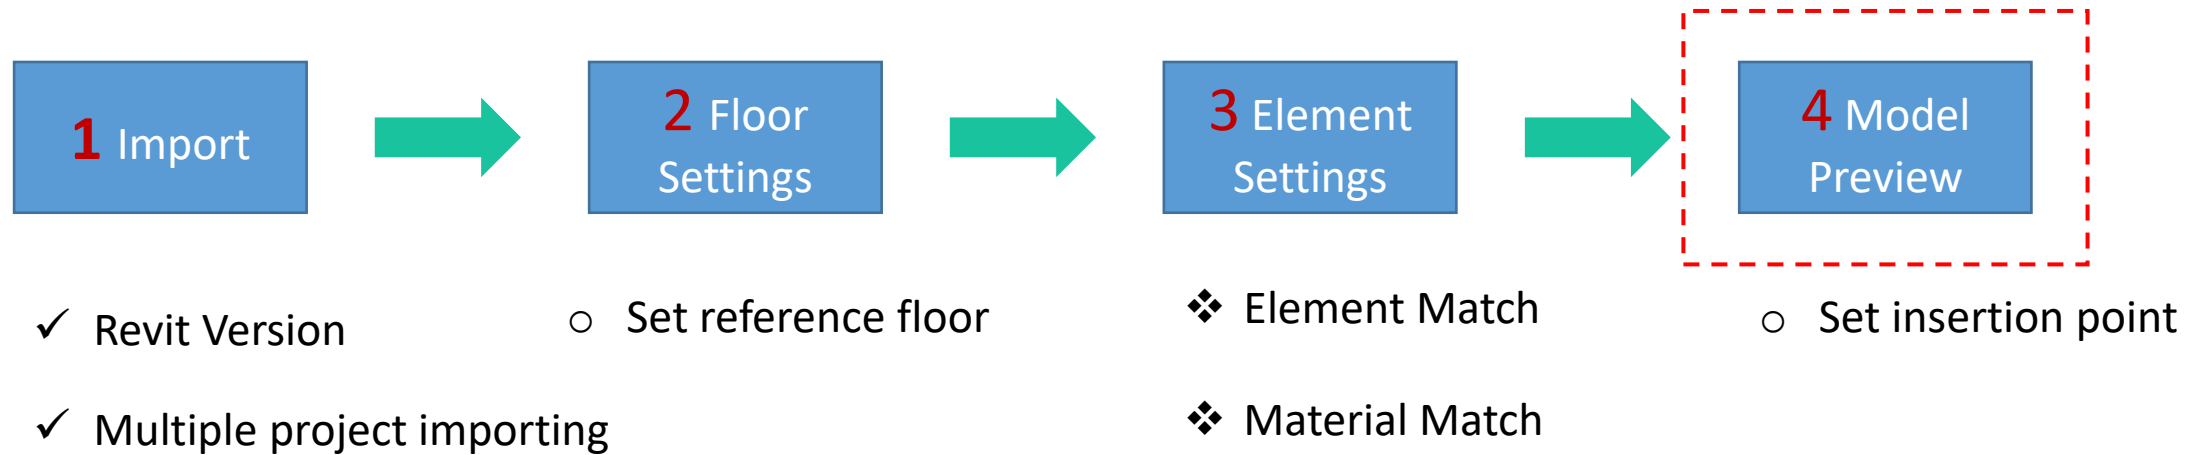 1 Import
2 Floor
Settings
3 Element
Settings
4 Model
Preview
✓ Revit Version
✓ Multiple project importing
o Set reference floor
❖ Element Match
❖ Material Match
o Set insertion point